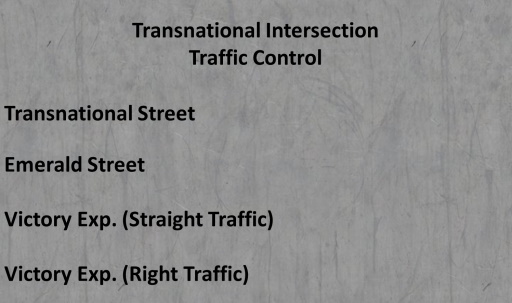 Transnational Intersection
Traffic Control
Transnational Street
Emerald Street
Victory Exp. (Straight Traffic)
Victory Exp. (Right Traffic)